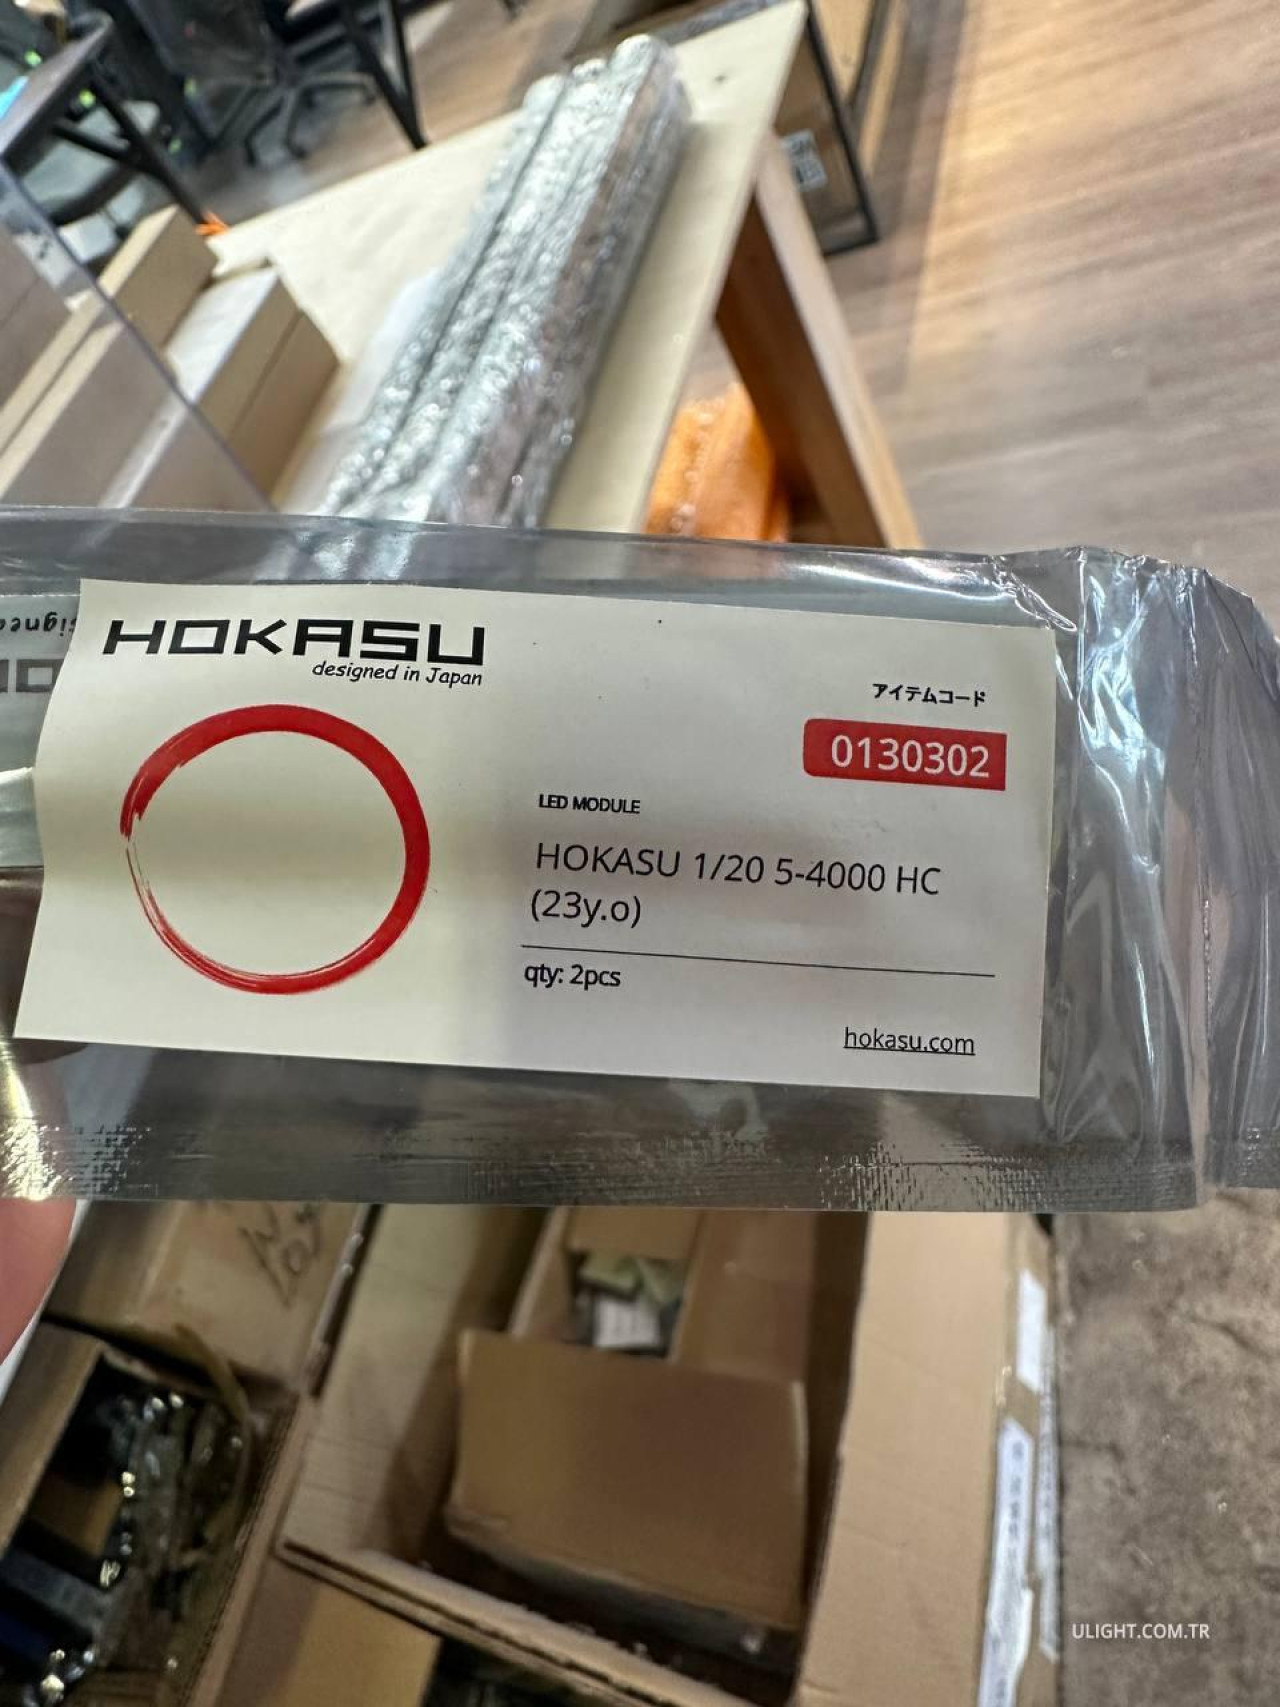 HOKASU
designed in Japan
アイテムコード
0130302
LED MODULE
HOKASU 1/20 5-4000 HC
(23y.o)
qty: 2pcs
hokasu.com
ULIGHT.COM.TR